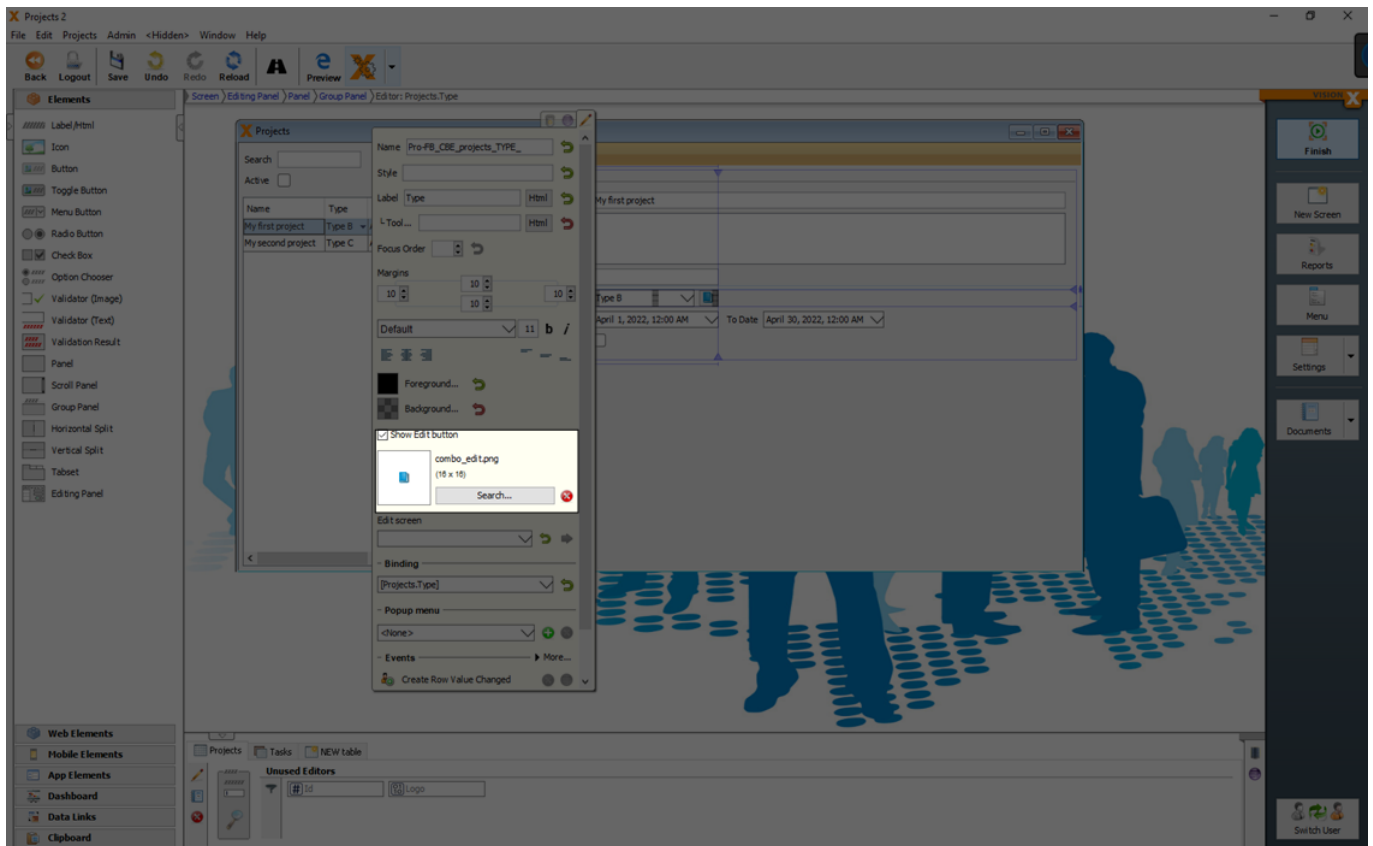 Projects 2
File Edit Projects Admin <Hidden> Window Help
Back Logout Save Undo Redo Reload Preview
Elements
Screen Editing Panel Panel Group Panel Editor: Projects.Type
VISION X
Label/Html
Icon
Button
Toggle Button
Menu Button
Radio Button
Check Box
Option Chooser
Validator (Image)
Validator (Text)
Validation Result
Panel
Scroll Panel
Group Panel
Horizontal Split
Vertical Split
Tabset
Editing Panel
Web Elements
Mobile Elements
App Elements
Dashboard
Data Links
Clipboard
Projects
Search
Active
Name Type
My first project Type B
My second project Type C
Name Pro-FB_CBE_projects_TYPE_
Style
Label Type Html
Tool... Html
Focus Order
Margins
10
10 10
10
Default 11 b i
Foreground...
Background...
Show Edit button
combo_edit.png
(16 x 16)
Search...
Edit screen
Binding
[Projects.Type]
Popup menu
<None>
Events More...
Create Row Value Changed
My first project
Type B
April 1, 2022, 12:00 AM To Date April 30, 2022, 12:00 AM
Projects Tasks NEW table
Unused Editors
# Id Logo
Finish
New Screen
Reports
Menu
Settings
Documents
Switch User